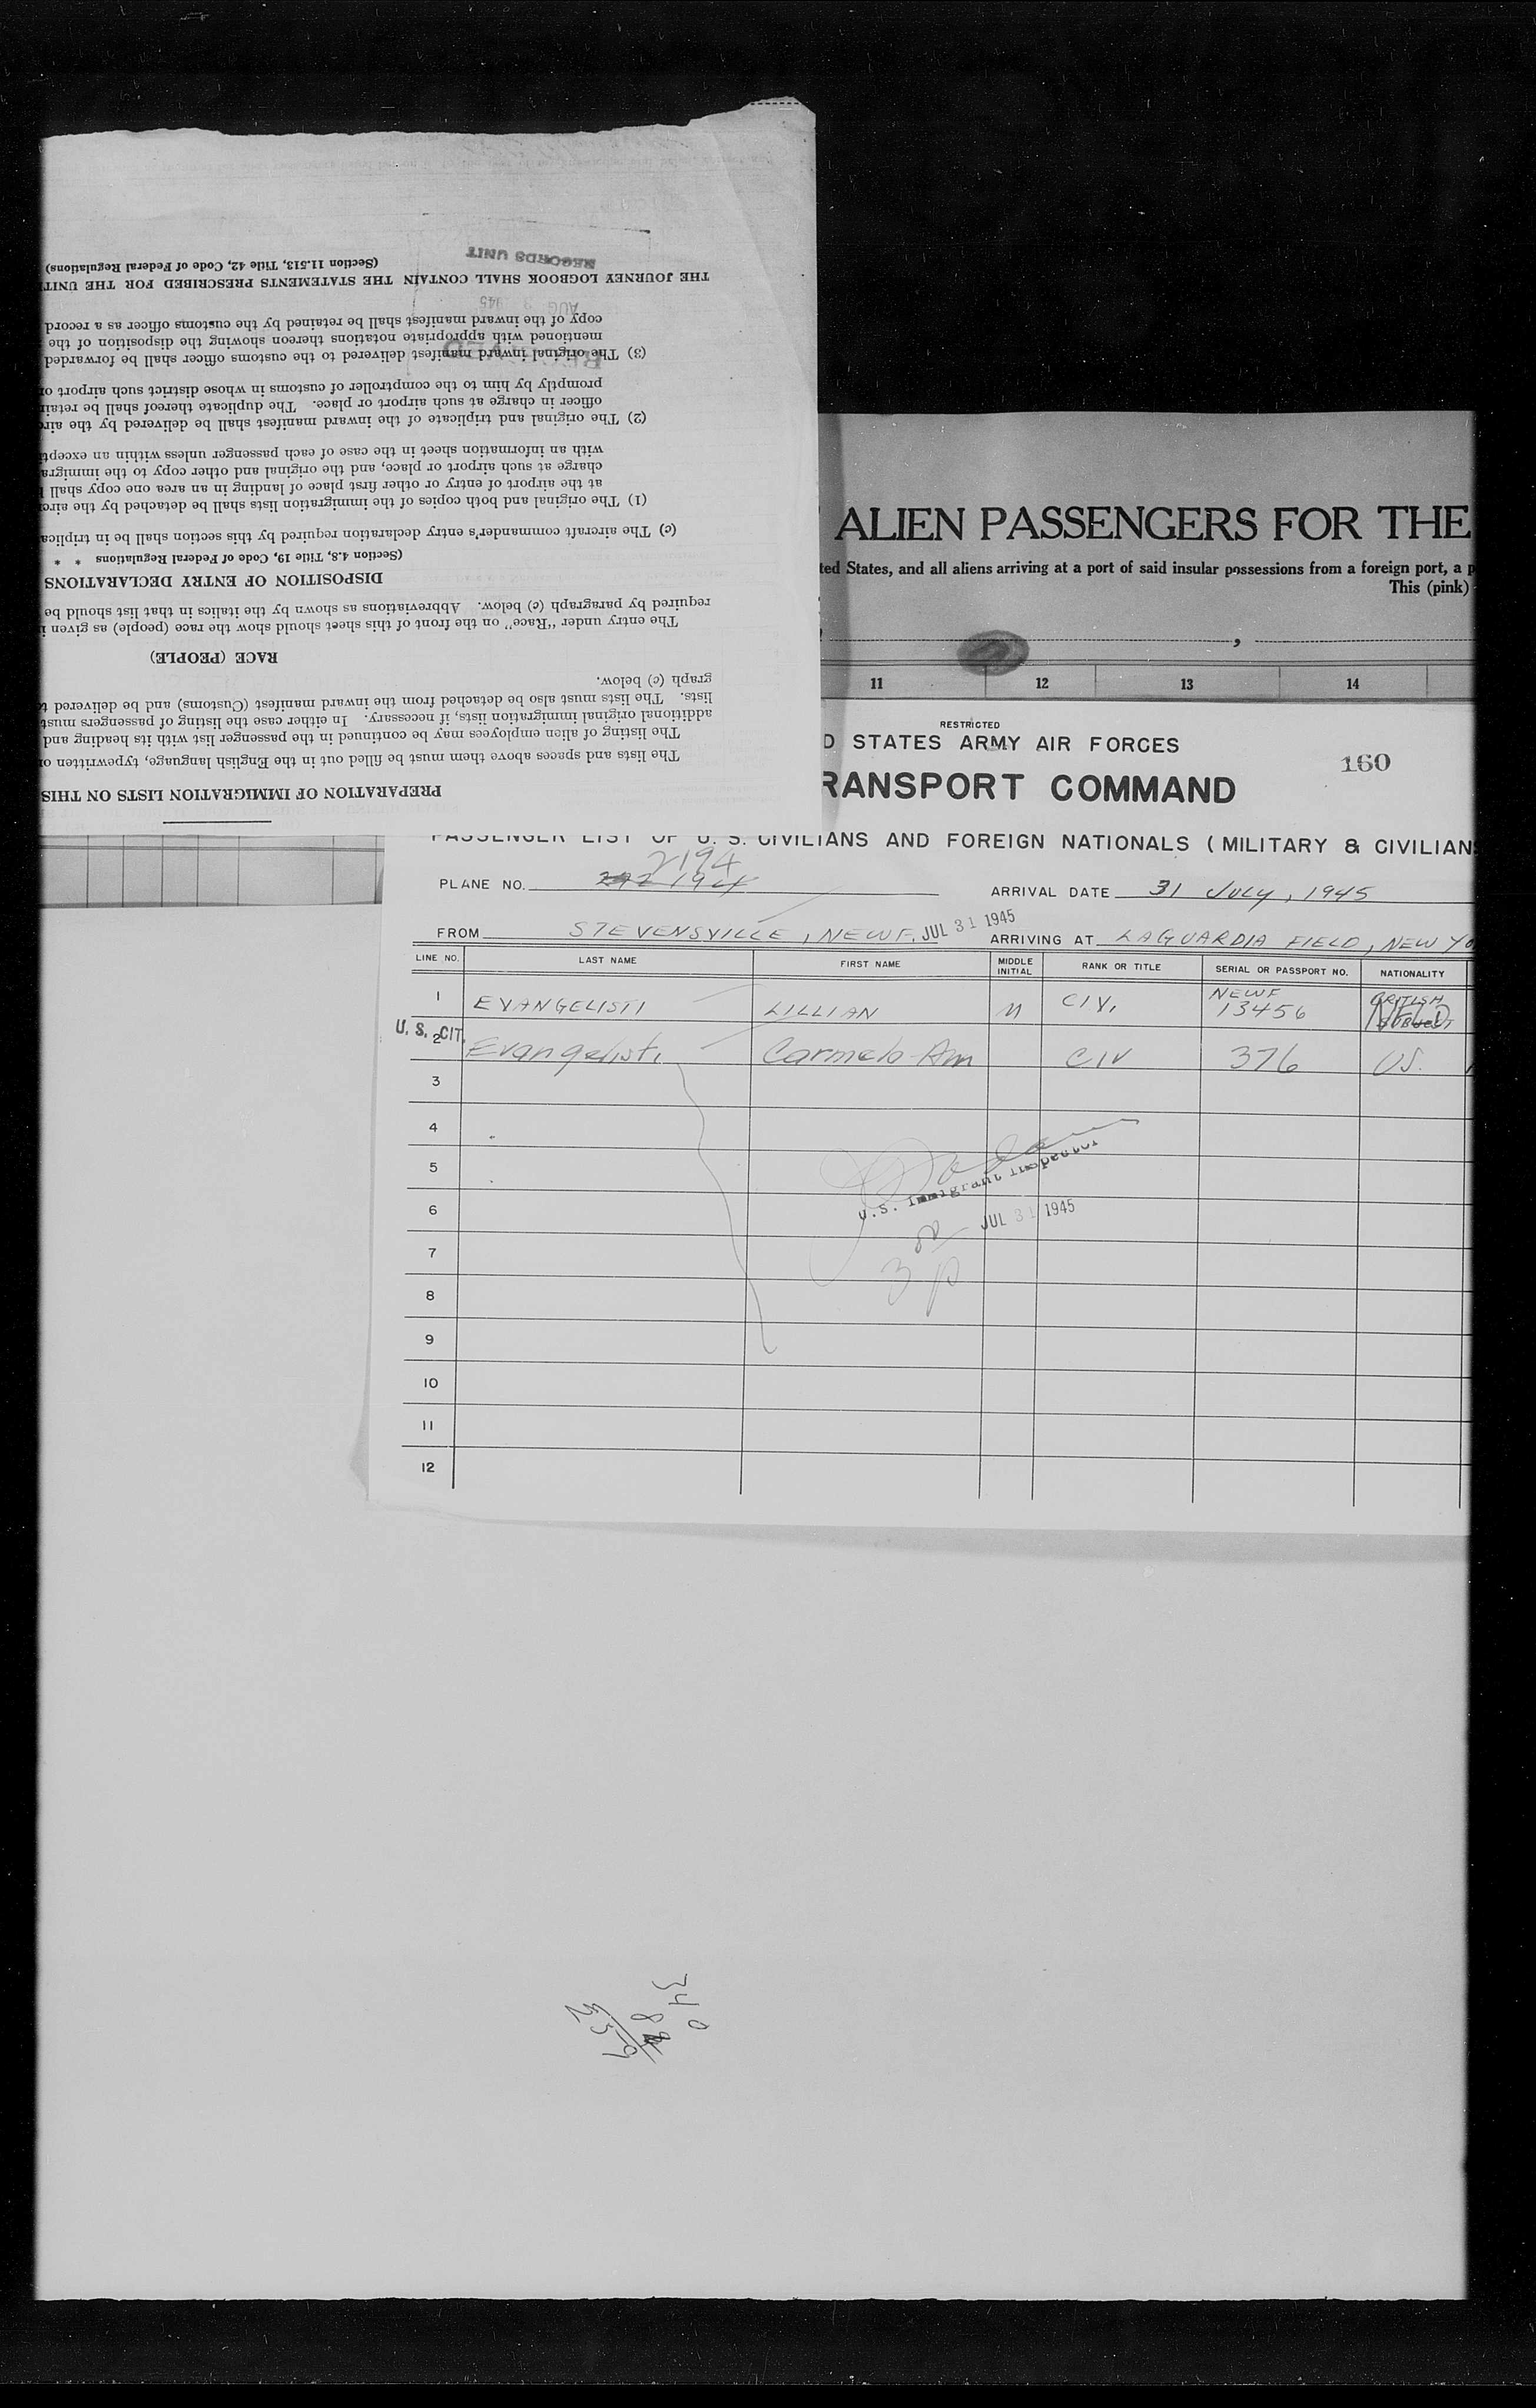 RECORDS UNIT
(Section 11.513, Title 42, Code of Federal Regulations)
THE JOURNEY LOGBOOK SHALL CONTAIN THE STATEMENTS PRESCRIBED FOR THE
AUG 945
copy of the inward manifest shall be retained by the customs officer as a record
mentioned with appropriate notations thereon showing the disposition of the
(3) The original inward manifest delivered to the customs officer shall be forwarded
promptly by him to the comptroller of customs in whose district such airport
officer in charge at such airport or place. The duplicate thereof shall be
(2) The original and triplicate of the inward manifest shall be delivered by the
with an information sheet in the case of each passenger unless within an
charge at such airport or place, and the original and other copy to the
at the airport of entry or other first place of landing in an area one copy shall
(1) The original and both copies of the immigration lists shall be detached by the
(c) The aircraft commander's entry declaration required by this section shall be in
(Section 4.8, Title 19, Code of Federal Regulations * *
DISPOSITION OF ENTRY DECLARATIONS
required by paragraph (c) below. Abbreviations as shown by the italics in that list should be
The entry under "Race" on the front of this sheet should show the race (people) as given
RACE (PEOPLE)
graph (c) below.
lists. The lists must also be detached from the inward manifest (Customs) and be delivered
additional original immigration lists, if necessary. In either case the listing of passengers must
The listing of alien employees may be continued in the passenger list with its heading and
The lists and spaces above them must be filled out in the English language, typewritten
PREPARATION OF IMMIGRATION LISTS ON THIS
ALIEN PASSENGERS FOR THE
ted States, and all aliens arriving at a port of said insular possessions from a foreign port, a p
This (pink)
11 12 13 14
RESTRICTED
D STATES ARMY AIR FORCES
160
RANSPORT COMMAND
PASSENGER LIST OF U. S. CIVILIANS AND FOREIGN NATIONALS (MILITARY & CIVILIAN
2194
PLANE NO. ARRIVAL DATE 31 JULY, 1945
FROM STEVENSVILLE, NEWF. JUL 31 1945 ARRIVING AT LAGUARDIA FIELD, NEW YO
LINE NO. LAST NAME FIRST NAME MIDDLE INITIAL RANK OR TITLE SERIAL OR PASSPORT NO. NATIONALITY
1 EVANGELISTI LILLIAN M CIV. NEWF 13456 BRITISH SUBJECT NFLD
U. S. CIT. 2 Evangelisti Carmelo Am CIV 376 US.
3
4
5
U.S. Immigrant Inspector
6
JUL 31 1945
7
8
9
10
11
12
340